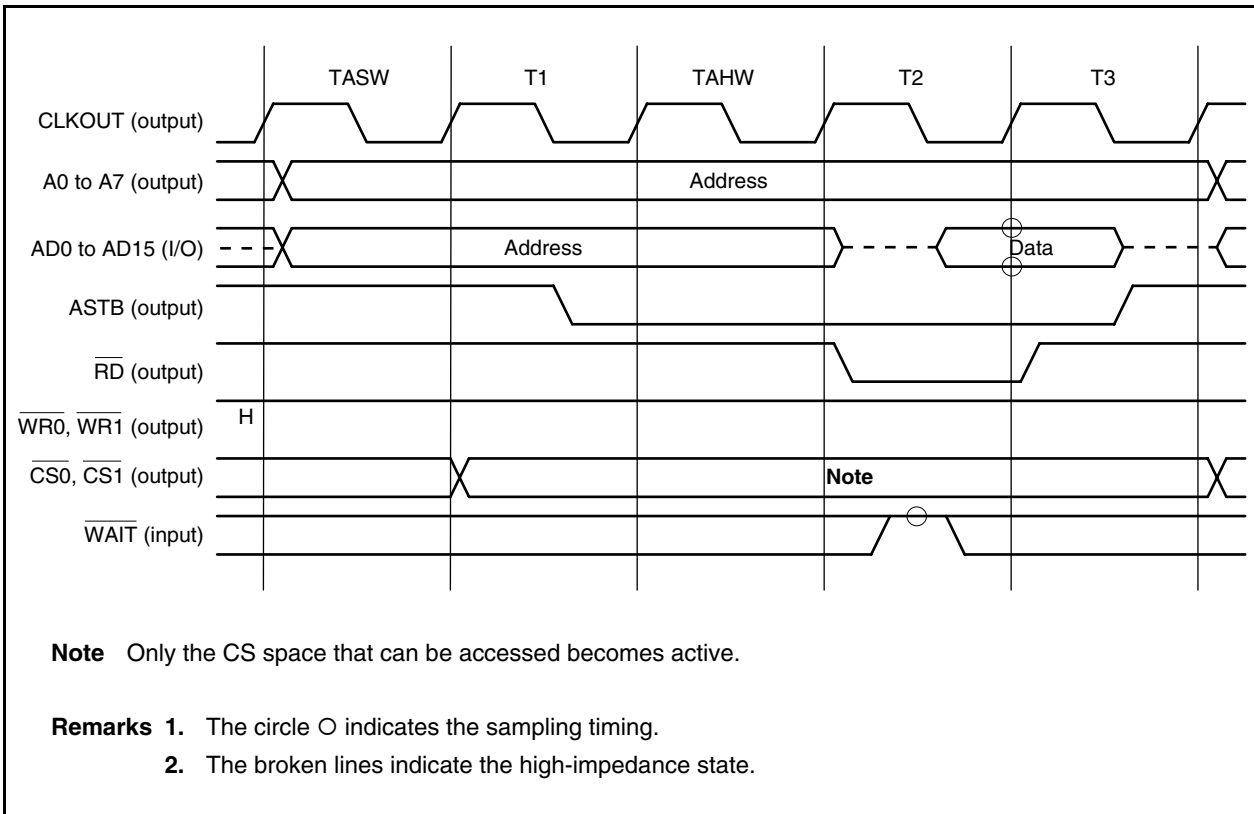 TASW T1 TAHW T2 T3
CLKOUT (output)
A0 to A7 (output) Address
AD0 to AD15 (I/O) Address Data
ASTB (output)
RD (output)
WR0, WR1 (output) H
CS0, CS1 (output) Note
WAIT (input)
Note Only the CS space that can be accessed becomes active.
Remarks 1. The circle O indicates the sampling timing.
2. The broken lines indicate the high-impedance state.